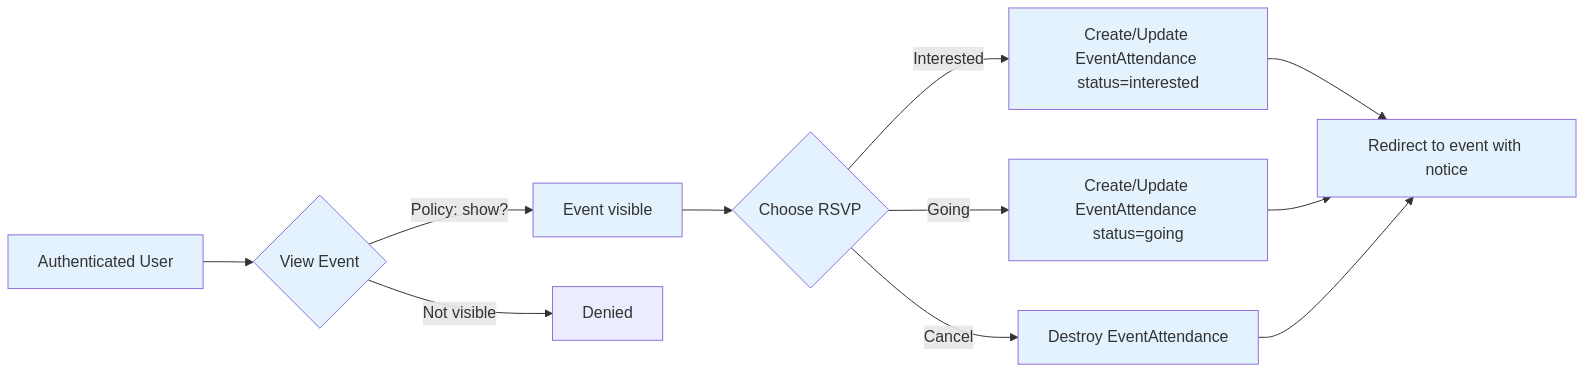 Authenticated User
View Event
Policy: show?
Not visible
Event visible
Denied
Choose RSVP
Interested
Going
Cancel
Create/Update
EventAttendance
status=interested
Create/Update
EventAttendance
status=going
Destroy EventAttendance
Redirect to event with
notice